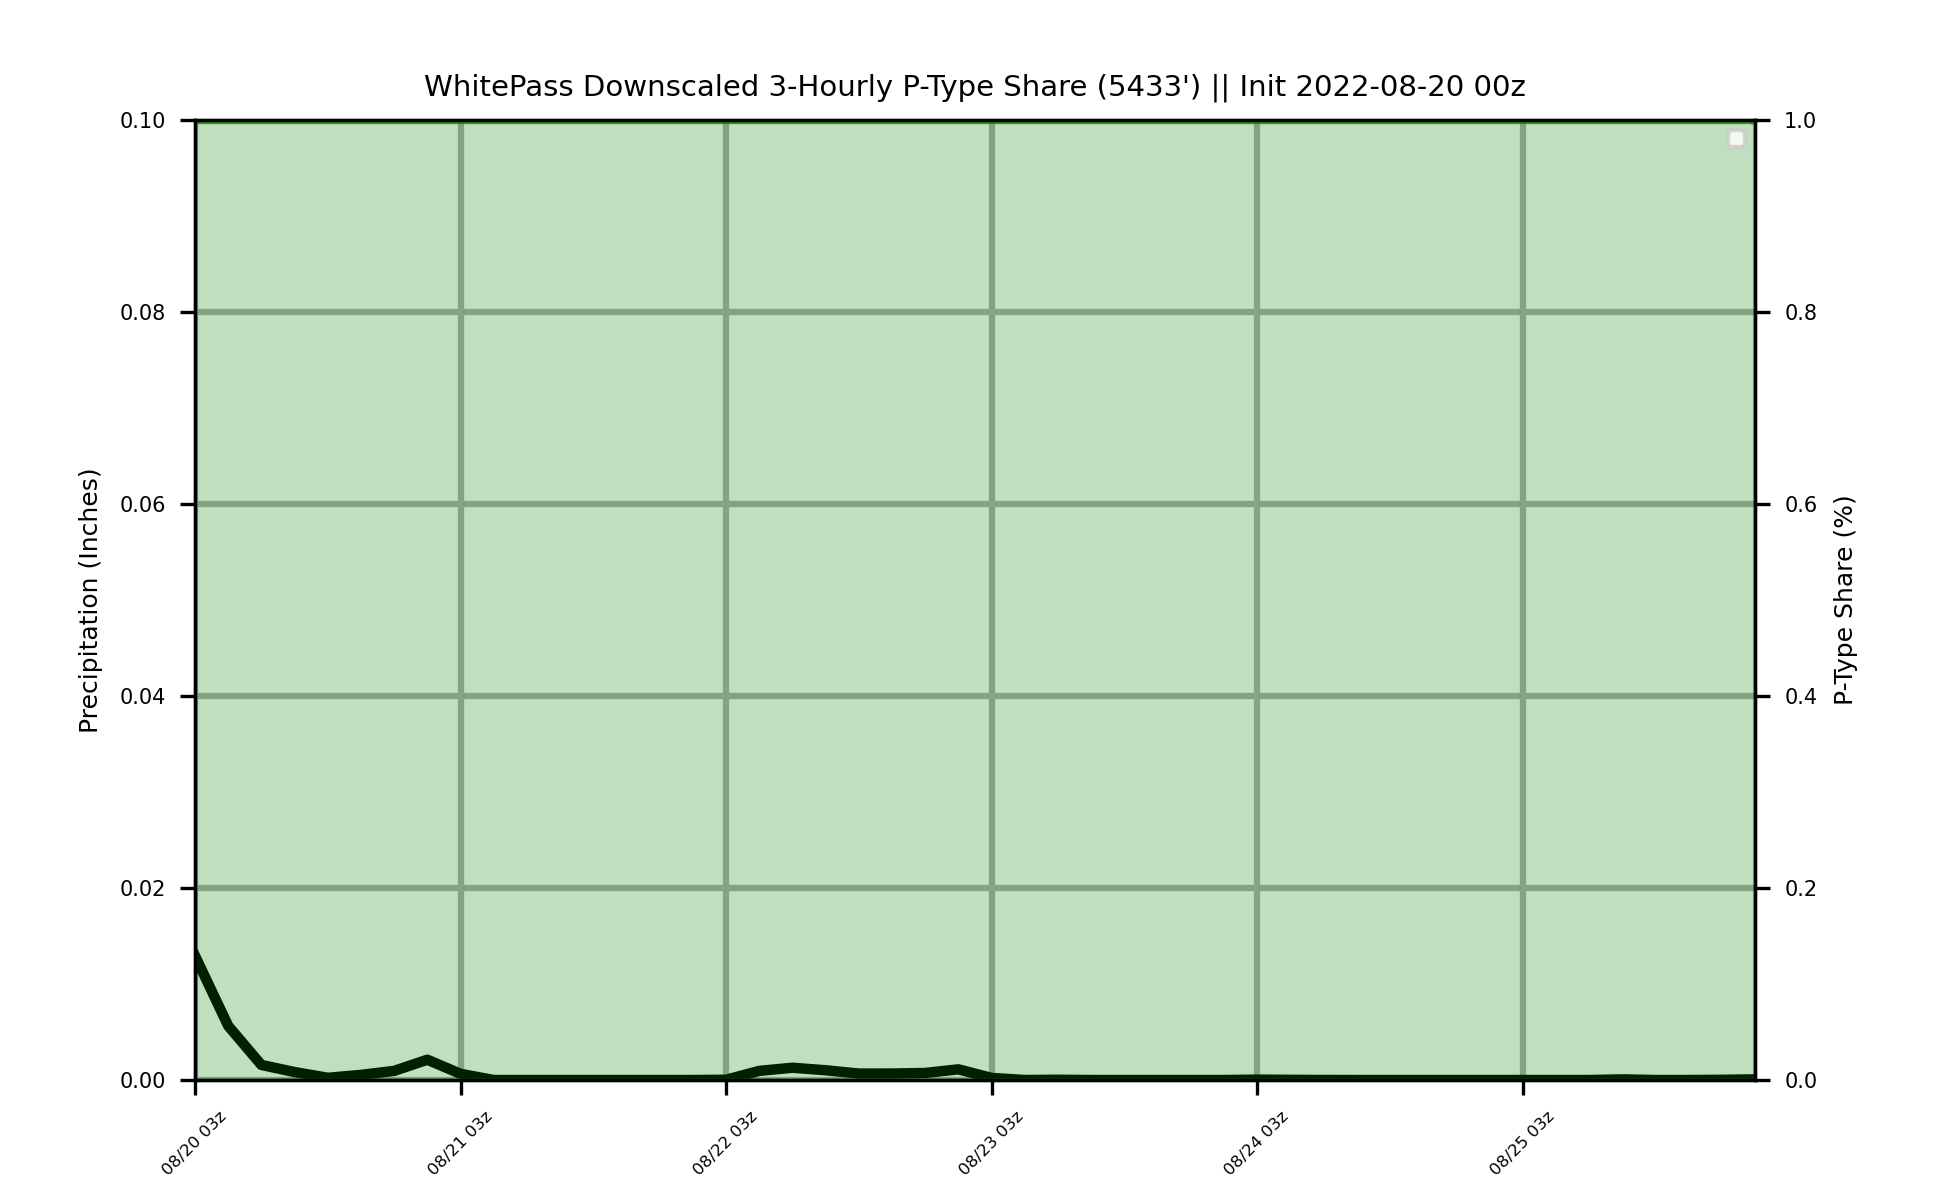 WhitePass Downscaled 3-Hourly P-Type Share (5433') || Init 2022-08-20 00z
0.10
0.08
0.06
0.04
0.02
0.00
Precipitation (Inches)
1.0
0.8
0.6
0.4
0.2
0.0
P-Type Share (%)
08/20 03z
08/21 03z
08/22 03z
08/23 03z
08/24 03z
08/25 03z